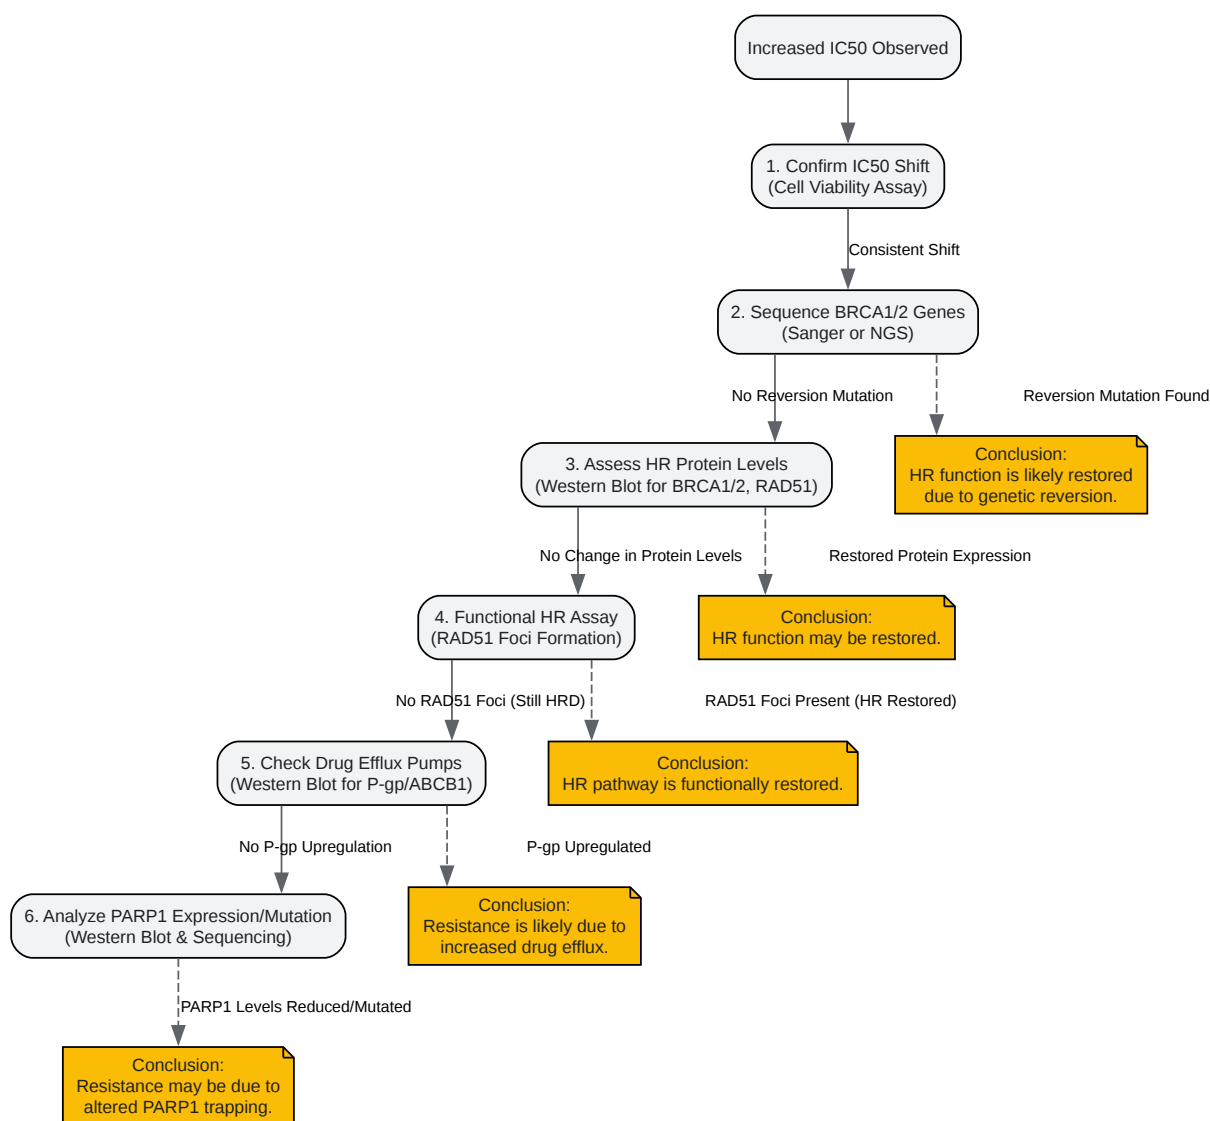 Increased IC50 Observed
1. Confirm IC50 Shift
(Cell Viability Assay)
Consistent Shift
2. Sequence BRCA1/2 Genes
(Sanger or NGS)
No Reversion Mutation
Reversion Mutation Found
Conclusion:
HR function is likely restored
due to genetic reversion.
3. Assess HR Protein Levels
(Western Blot for BRCA1/2, RAD51)
No Change in Protein Levels
Restored Protein Expression
Conclusion:
HR function may be restored.
4. Functional HR Assay
(RAD51 Foci Formation)
No RAD51 Foci (Still HRD)
RAD51 Foci Present (HR Restored)
Conclusion:
HR pathway is functionally restored.
5. Check Drug Efflux Pumps
(Western Blot for P-gp/ABCB1)
No P-gp Upregulation
P-gp Upregulated
Conclusion:
Resistance is likely due to
increased drug efflux.
6. Analyze PARP1 Expression/Mutation
(Western Blot & Sequencing)
PARP1 Levels Reduced/Mutated
Conclusion:
Resistance may be due to
altered PARP1 trapping.